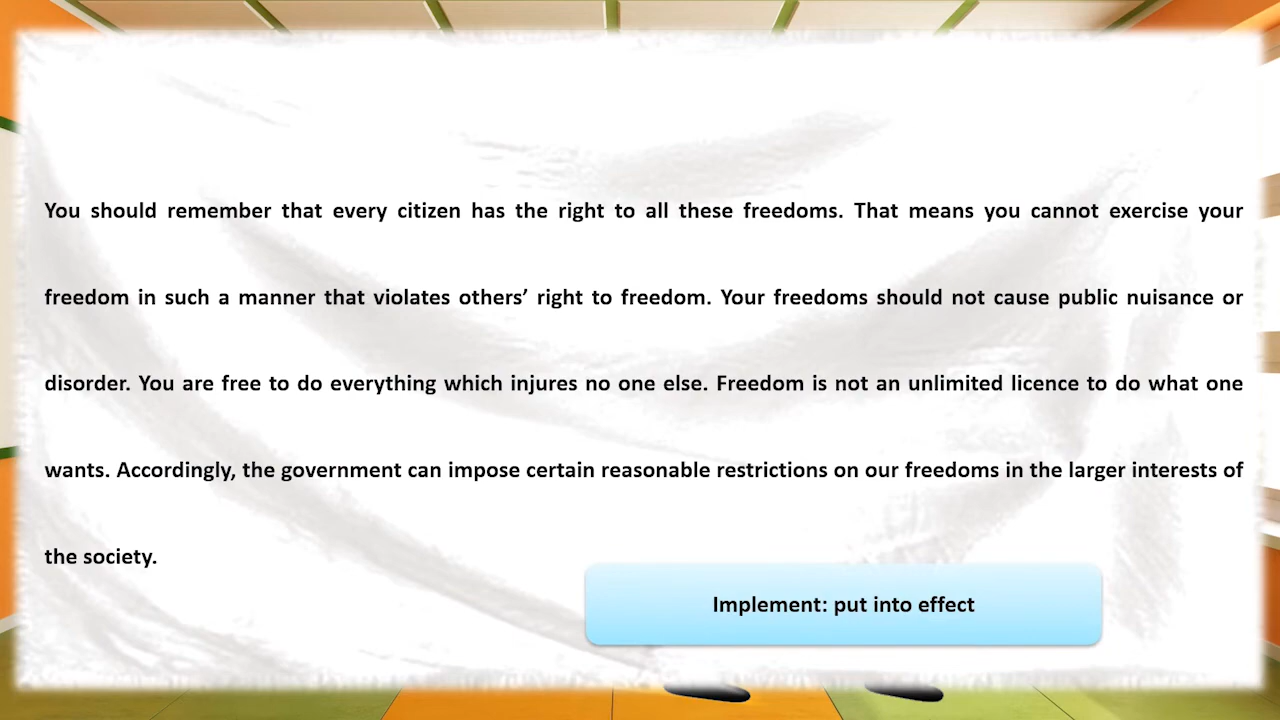 You should remember that every citizen has the right to all these freedoms. That means you cannot exercise your
freedom in such a manner that violates others’ right to freedom. Your freedoms should not cause public nuisance or
disorder. You are free to do everything which injures no one else. Freedom is not an unlimited licence to do what one
wants. Accordingly, the government can impose certain reasonable restrictions on our freedoms in the larger interests of
the society.
Implement: put into effect